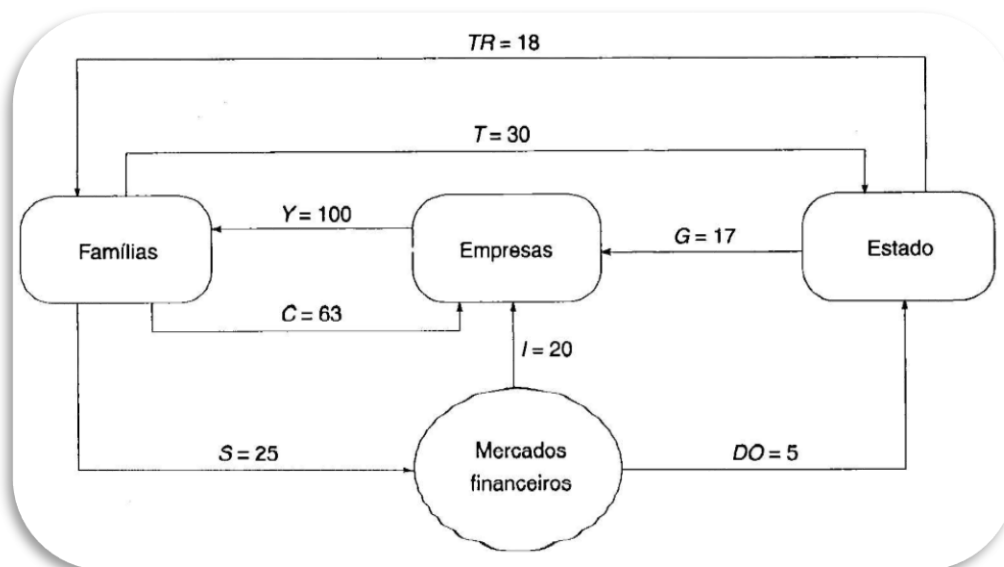 TR = 18
T = 30
Famílias
Y = 100
Empresas
G = 17
Estado
C = 63
I = 20
S = 25
Mercados
financeiros
DO = 5